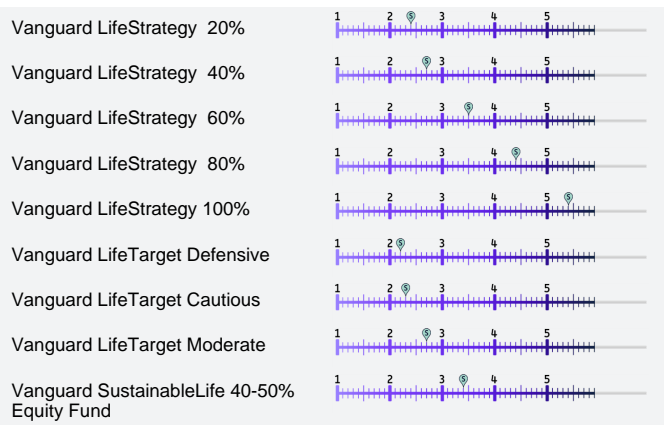 Vanguard LifeStrategy 20%
1 2 3 4 5
S
Vanguard LifeStrategy 40%
1 2 3 4 5
S
Vanguard LifeStrategy 60%
1 2 3 4 5
S
Vanguard LifeStrategy 80%
1 2 3 4 5
S
Vanguard LifeStrategy 100%
1 2 3 4 5
S
Vanguard LifeTarget Defensive
1 2 3 4 5
S
Vanguard LifeTarget Cautious
1 2 3 4 5
S
Vanguard LifeTarget Moderate
1 2 3 4 5
S
Vanguard SustainableLife 40-50%
Equity Fund
1 2 3 4 5
S